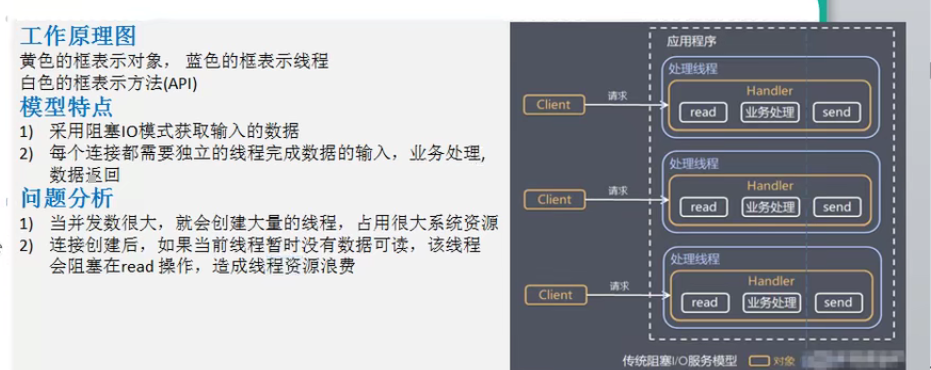 工作原理图
黄色的框表示对象， 蓝色的框表示线程
白色的框表示方法(API)
模型特点
1) 采用阻塞IO模式获取输入的数据
2) 每个连接都需要独立的线程完成数据的输入，业务处理,
数据返回
问题分析
1) 当并发数很大，就会创建大量的线程，占用很大系统资源
2) 连接创建后，如果当前线程暂时没有数据可读，该线程
会阻塞在read 操作，造成线程资源浪费
应用程序
处理线程
Handler
Client
请求
read
业务处理
send
处理线程
Handler
Client
请求
read
业务处理
send
处理线程
Handler
Client
请求
read
业务处理
send
传统阻塞I/O服务模型
对象